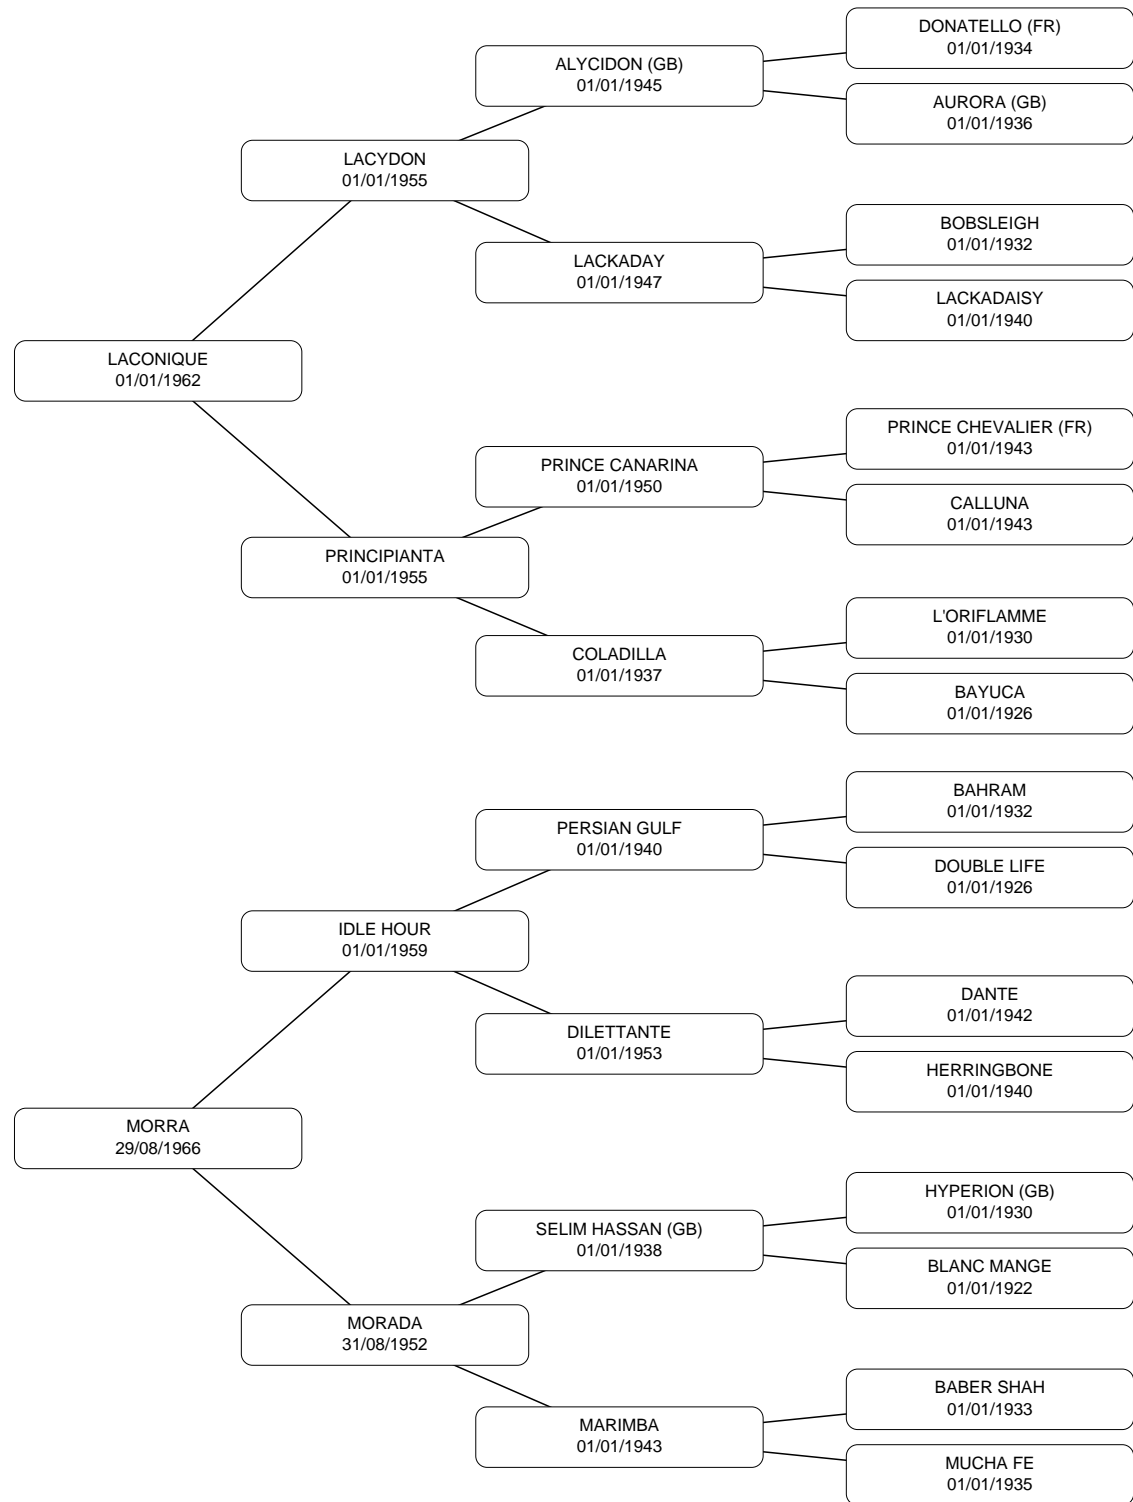 DONATELLO (FR)
01/01/1934
ALYCIDON (GB)
01/01/1945
AURORA (GB)
01/01/1936
LACYDON
01/01/1955
BOBSLEIGH
01/01/1932
LACKADAY
01/01/1947
LACKADAISY
01/01/1940
LACONIQUE
01/01/1962
PRINCE CHEVALIER (FR)
01/01/1943
PRINCE CANARINA
01/01/1950
CALLUNA
01/01/1943
PRINCIPIANTA
01/01/1955
L'ORIFLAMME
01/01/1930
COLADILLA
01/01/1937
BAYUCA
01/01/1926
BAHRAM
01/01/1932
PERSIAN GULF
01/01/1940
DOUBLE LIFE
01/01/1926
IDLE HOUR
01/01/1959
DANTE
01/01/1942
DILETTANTE
01/01/1953
HERRINGBONE
01/01/1940
MORRA
29/08/1966
HYPERION (GB)
01/01/1930
SELIM HASSAN (GB)
01/01/1938
BLANC MANGE
01/01/1922
MORADA
31/08/1952
BABER SHAH
01/01/1933
MARIMBA
01/01/1943
MUCHA FE
01/01/1935